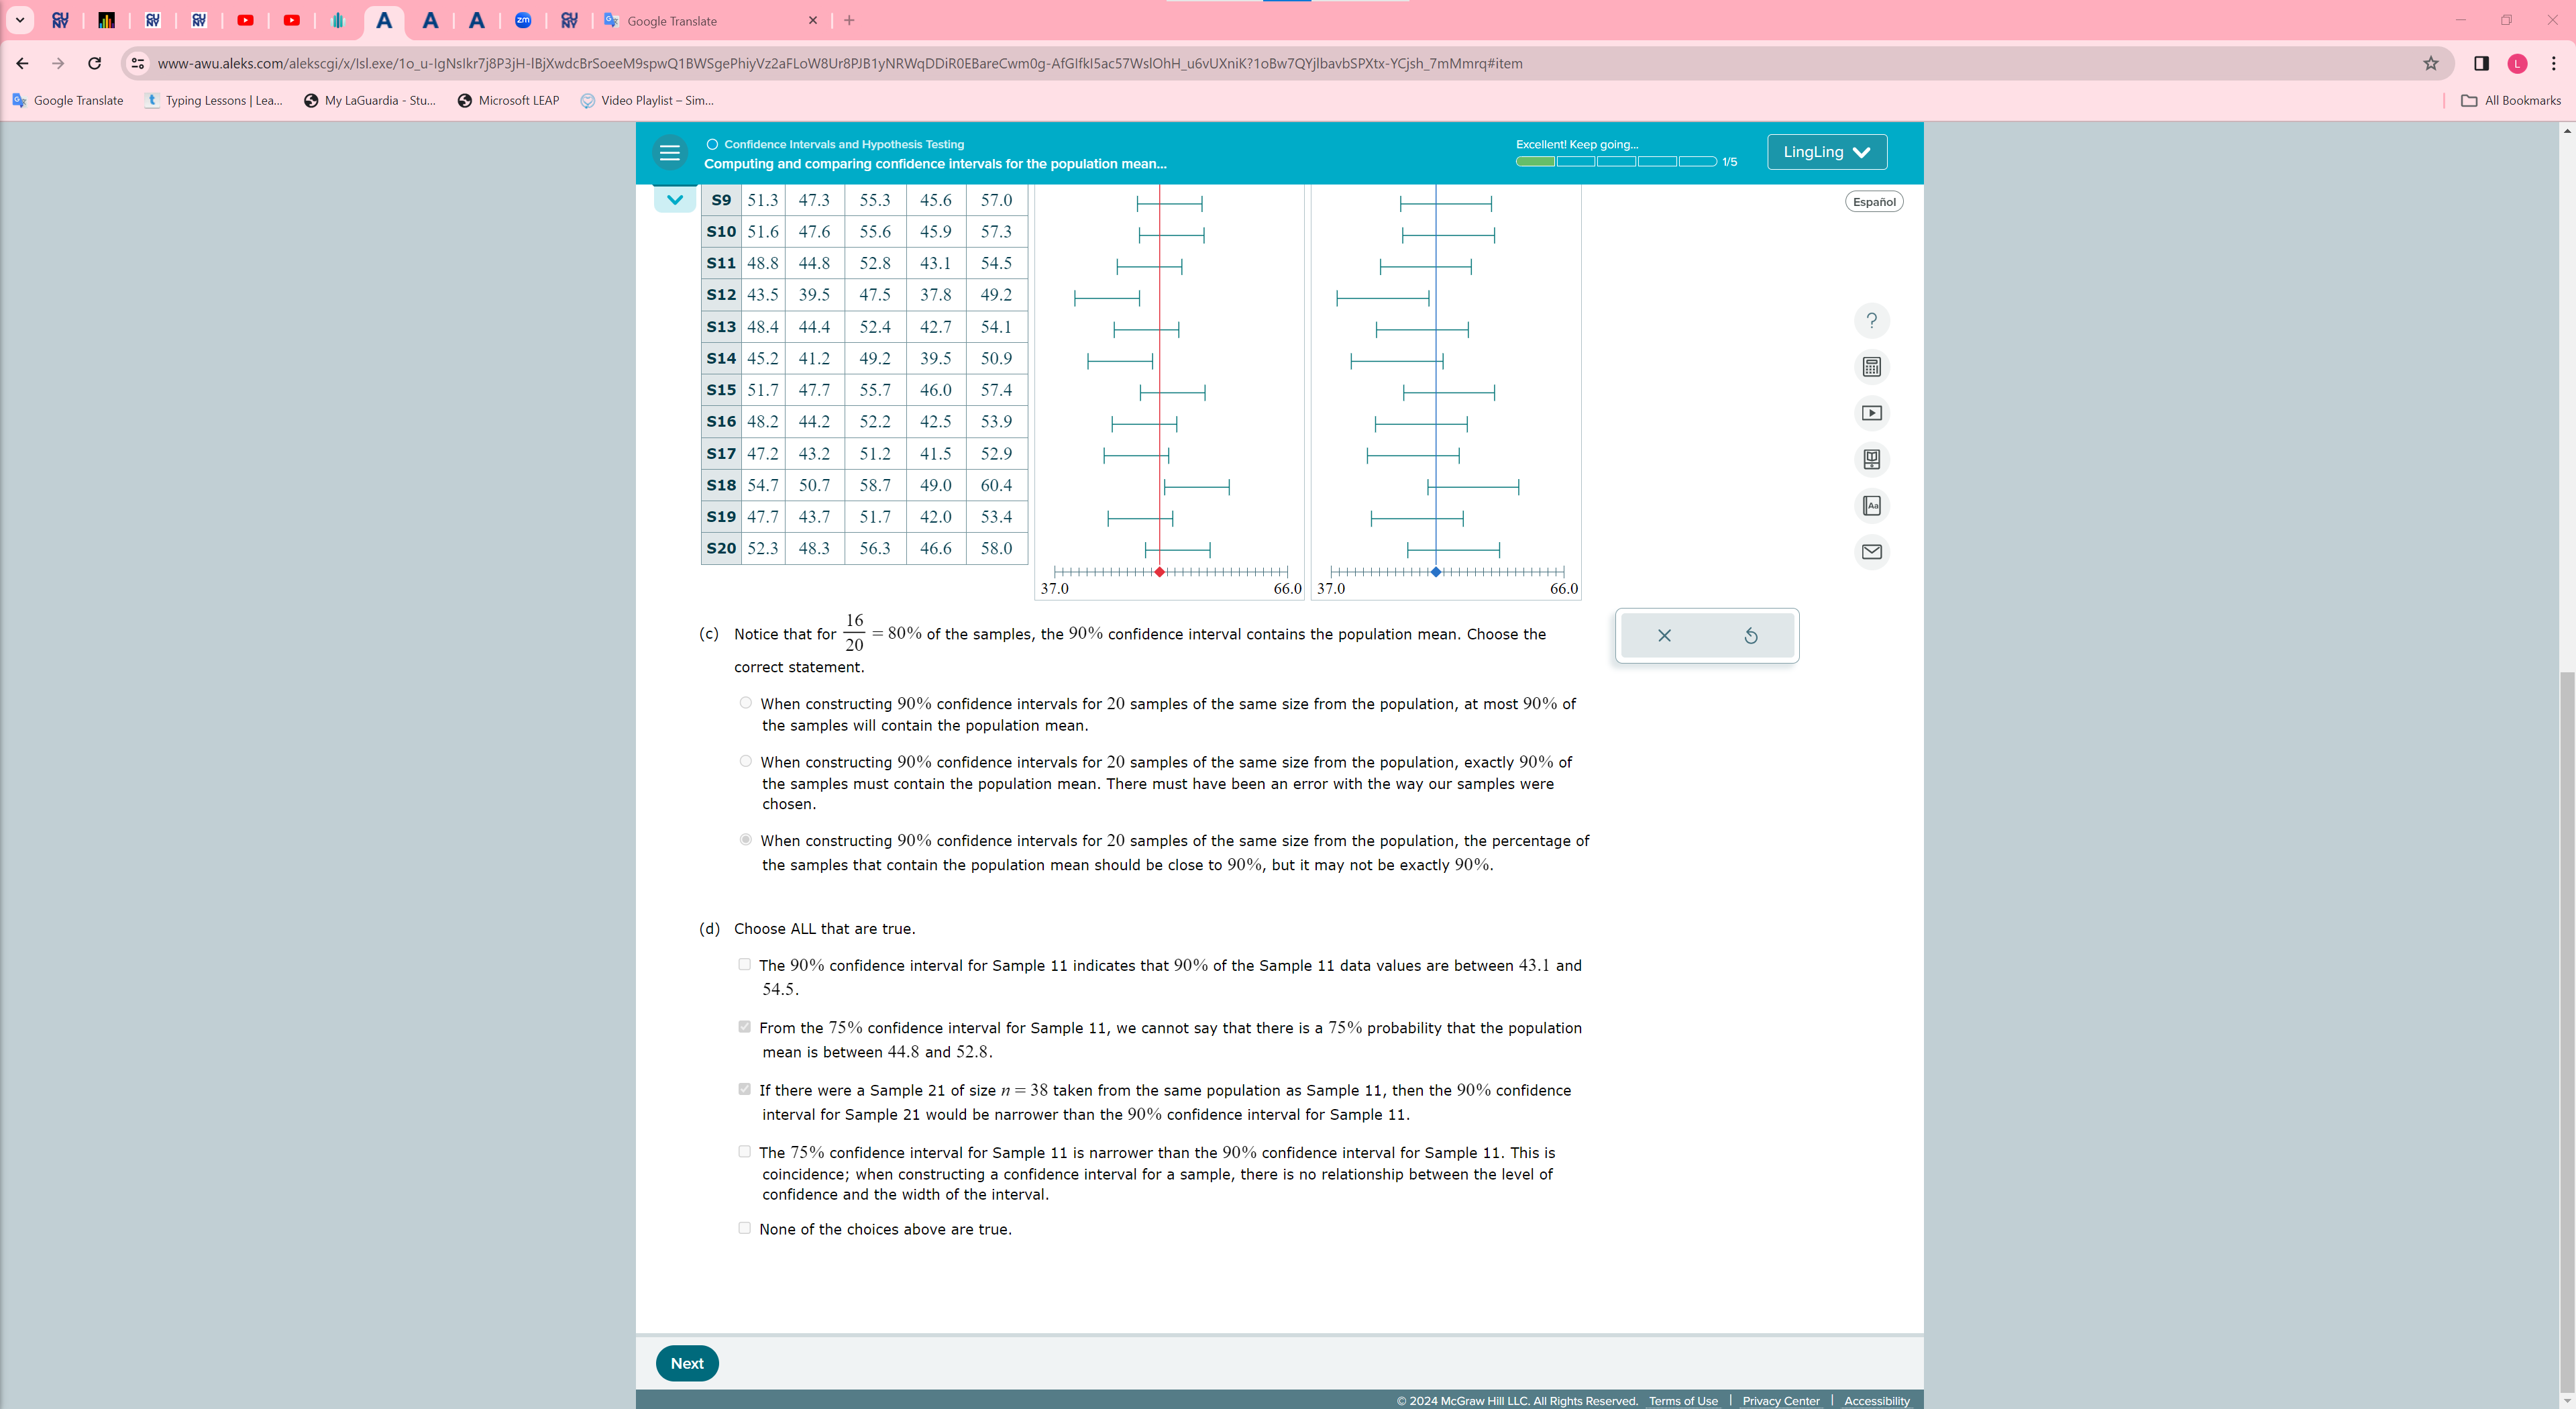 Google Translate
www-awu.aleks.com/alekscgi/x/Isl.exe/1o_u-IgNsIkr7j8P3jH-IBjXwdcBrSoeeM9spwQ1BWSgePhiyVz2aFLoW8Ur8PJB1yNRWqDDiR0EBareCwm0g-AfGIfkI5ac57WslOhH_u6vUXniK?1oBw7QYjlbavbSPXtx-YCjsh_7mMmrq#item
Google Translate Typing Lessons | Lea... My LaGuardia - Stu... Microsoft LEAP Video Playlist – Sim... All Bookmarks
Confidence Intervals and Hypothesis Testing
Computing and comparing confidence intervals for the population mean...
Excellent! Keep going...
1/5
LingLing
Español
S9 51.3 47.3 55.3 45.6 57.0
S10 51.6 47.6 55.6 45.9 57.3
S11 48.8 44.8 52.8 43.1 54.5
S12 43.5 39.5 47.5 37.8 49.2
S13 48.4 44.4 52.4 42.7 54.1
S14 45.2 41.2 49.2 39.5 50.9
S15 51.7 47.7 55.7 46.0 57.4
S16 48.2 44.2 52.2 42.5 53.9
S17 47.2 43.2 51.2 41.5 52.9
S18 54.7 50.7 58.7 49.0 60.4
S19 47.7 43.7 51.7 42.0 53.4
S20 52.3 48.3 56.3 46.6 58.0
37.0 66.0 37.0 66.0
(c) Notice that for 16/20 = 80% of the samples, the 90% confidence interval contains the population mean. Choose the
correct statement.
When constructing 90% confidence intervals for 20 samples of the same size from the population, at most 90% of
the samples will contain the population mean.
When constructing 90% confidence intervals for 20 samples of the same size from the population, exactly 90% of
the samples must contain the population mean. There must have been an error with the way our samples were
chosen.
When constructing 90% confidence intervals for 20 samples of the same size from the population, the percentage of
the samples that contain the population mean should be close to 90%, but it may not be exactly 90%.
(d) Choose ALL that are true.
The 90% confidence interval for Sample 11 indicates that 90% of the Sample 11 data values are between 43.1 and
54.5.
From the 75% confidence interval for Sample 11, we cannot say that there is a 75% probability that the population
mean is between 44.8 and 52.8.
If there were a Sample 21 of size n = 38 taken from the same population as Sample 11, then the 90% confidence
interval for Sample 21 would be narrower than the 90% confidence interval for Sample 11.
The 75% confidence interval for Sample 11 is narrower than the 90% confidence interval for Sample 11. This is
coincidence; when constructing a confidence interval for a sample, there is no relationship between the level of
confidence and the width of the interval.
None of the choices above are true.
Next
© 2024 McGraw Hill LLC. All Rights Reserved. Terms of Use | Privacy Center | Accessibility